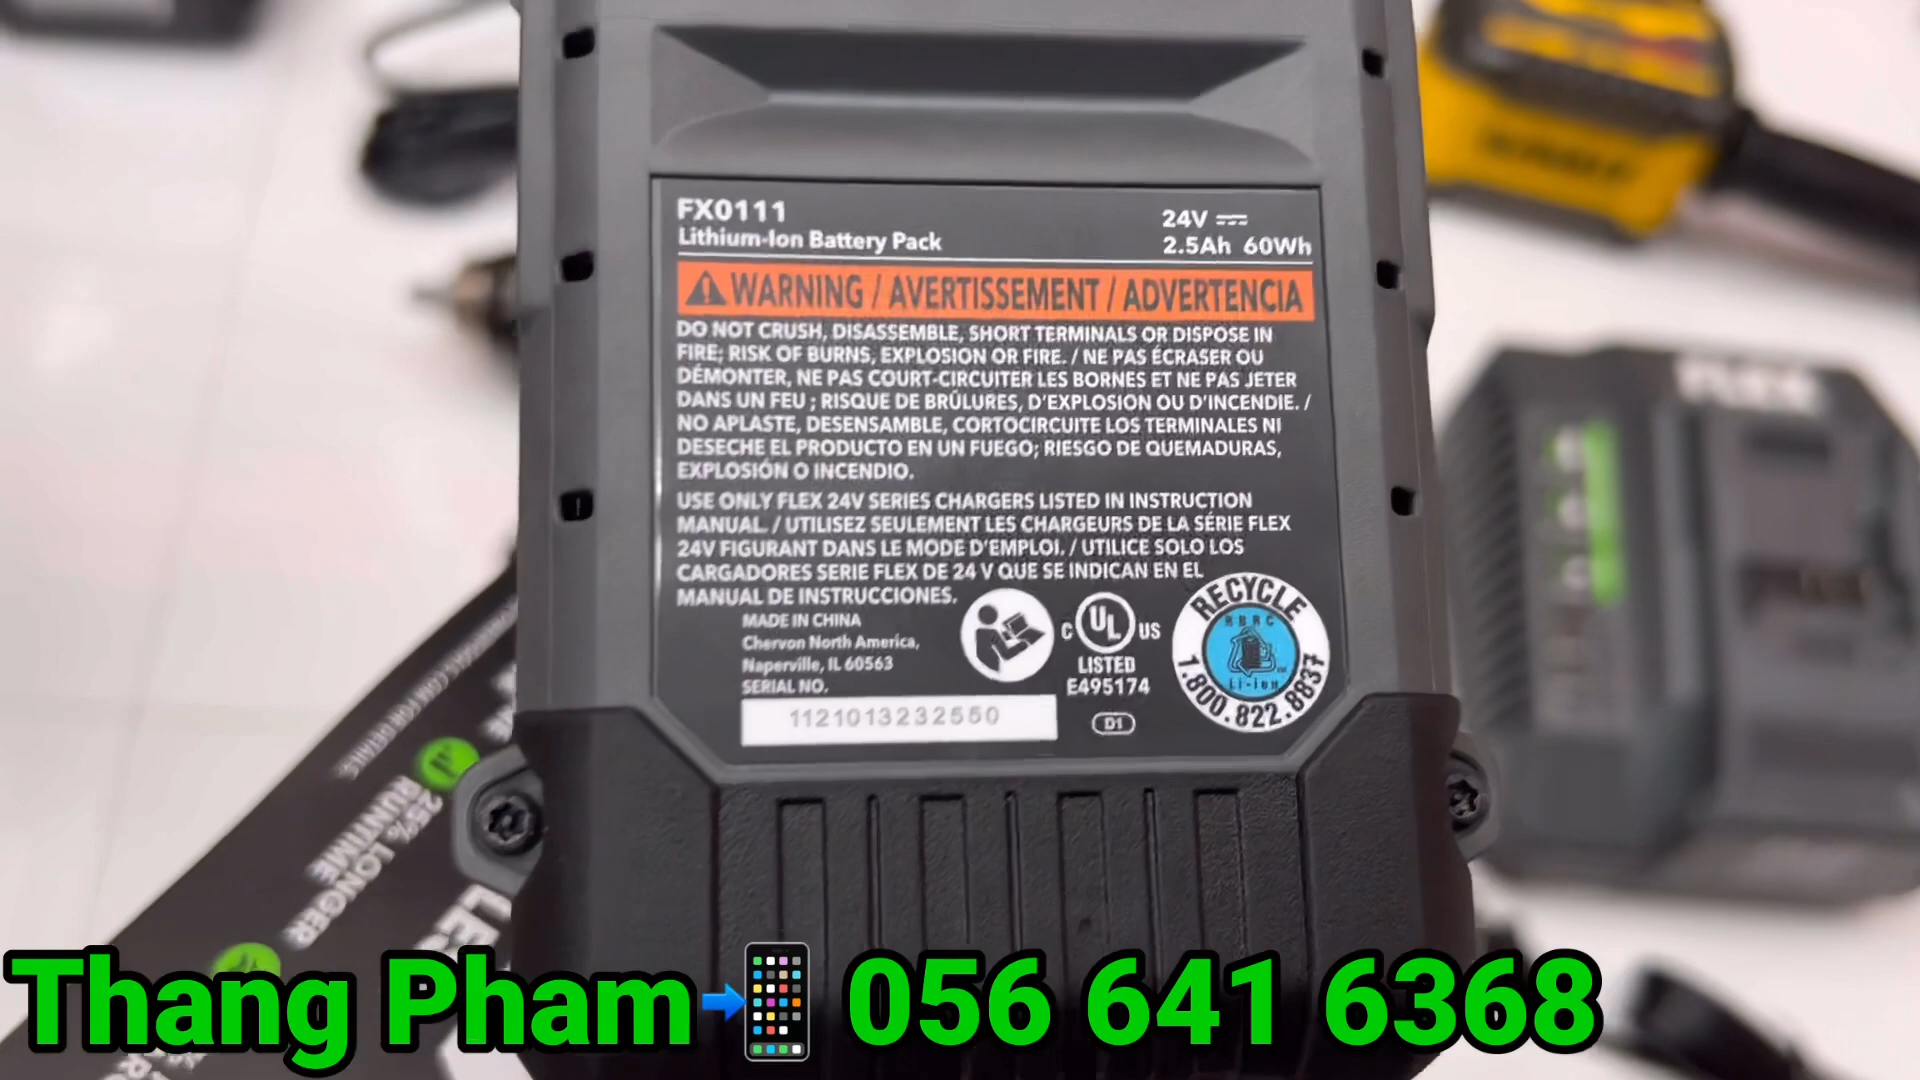 FX0111
Lithium-Ion Battery Pack
24V
2.5Ah 60Wh
WARNING / AVERTISSEMENT / ADVERTENCIA
DO NOT CRUSH, DISASSEMBLE, SHORT TERMINALS OR DISPOSE IN
FIRE; RISK OF BURNS, EXPLOSION OR FIRE. / NE PAS ÉCRASER OU
DÉMONTER, NE PAS COURT-CIRCUITER LES BORNES ET NE PAS JETER
DANS UN FEU ; RISQUE DE BRÛLURES, D'EXPLOSION OU D'INCENDIE. /
NO APLASTE, DESENSAMBLE, CORTOCIRCUITE LOS TERMINALES NI
DESECHE EL PRODUCTO EN UN FUEGO; RIESGO DE QUEMADURAS,
EXPLOSIÓN O INCENDIO.
USE ONLY FLEX 24V SERIES CHARGERS LISTED IN INSTRUCTION
MANUAL. / UTILISEZ SEULEMENT LES CHARGEURS DE LA SÉRIE FLEX
24V FIGURANT DANS LE MODE D'EMPLOI. / UTILICE SOLO LOS
CARGADORES SERIE FLEX DE 24 V QUE SE INDICAN EN EL
MANUAL DE INSTRUCCIONES.
MADE IN CHINA
Chervon North America,
Naperville, IL 60563
SERIAL NO.
1121013232550
C UL US
LISTED
E495174
D1
RECYCLE
RBRC
Li-ion
1.800.822.8837
FLEX
FOR DETAILS.
25% LONGER
RUNTIME
Thang Pham 056 641 6368